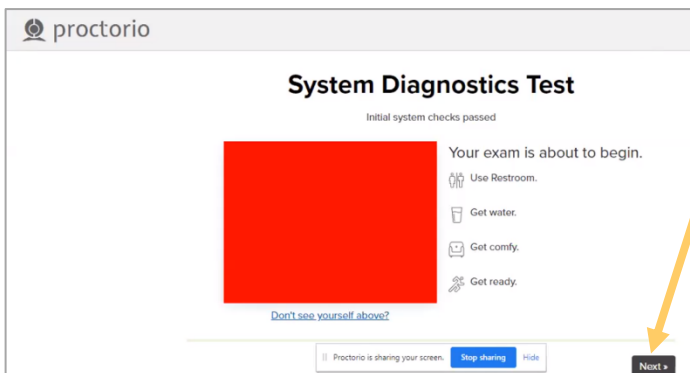 proctorio
System Diagnostics Test
Initial system checks passed
Your exam is about to begin.
Use Restroom.
Get water.
Get comfy.
Get ready.
Don't see yourself above?
Proctorio is sharing your screen. Stop sharing Hide
Next »